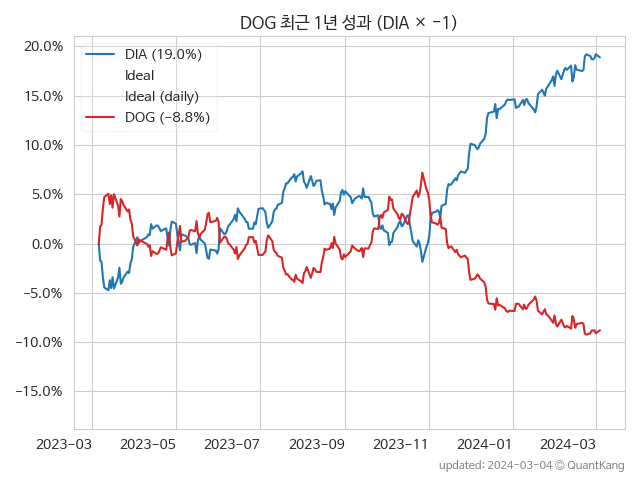 DOG 최근 1년 성과 (DIA × −1)
20.0%
15.0%
10.0%
5.0%
0.0%
−5.0%
−10.0%
−15.0%
DIA (19.0%)
Ideal
Ideal (daily)
DOG (−8.8%)
2023−03 2023−05 2023−07 2023−09 2023−11 2024−01 2024−03
updated: 2024−03−04 © QuantKang